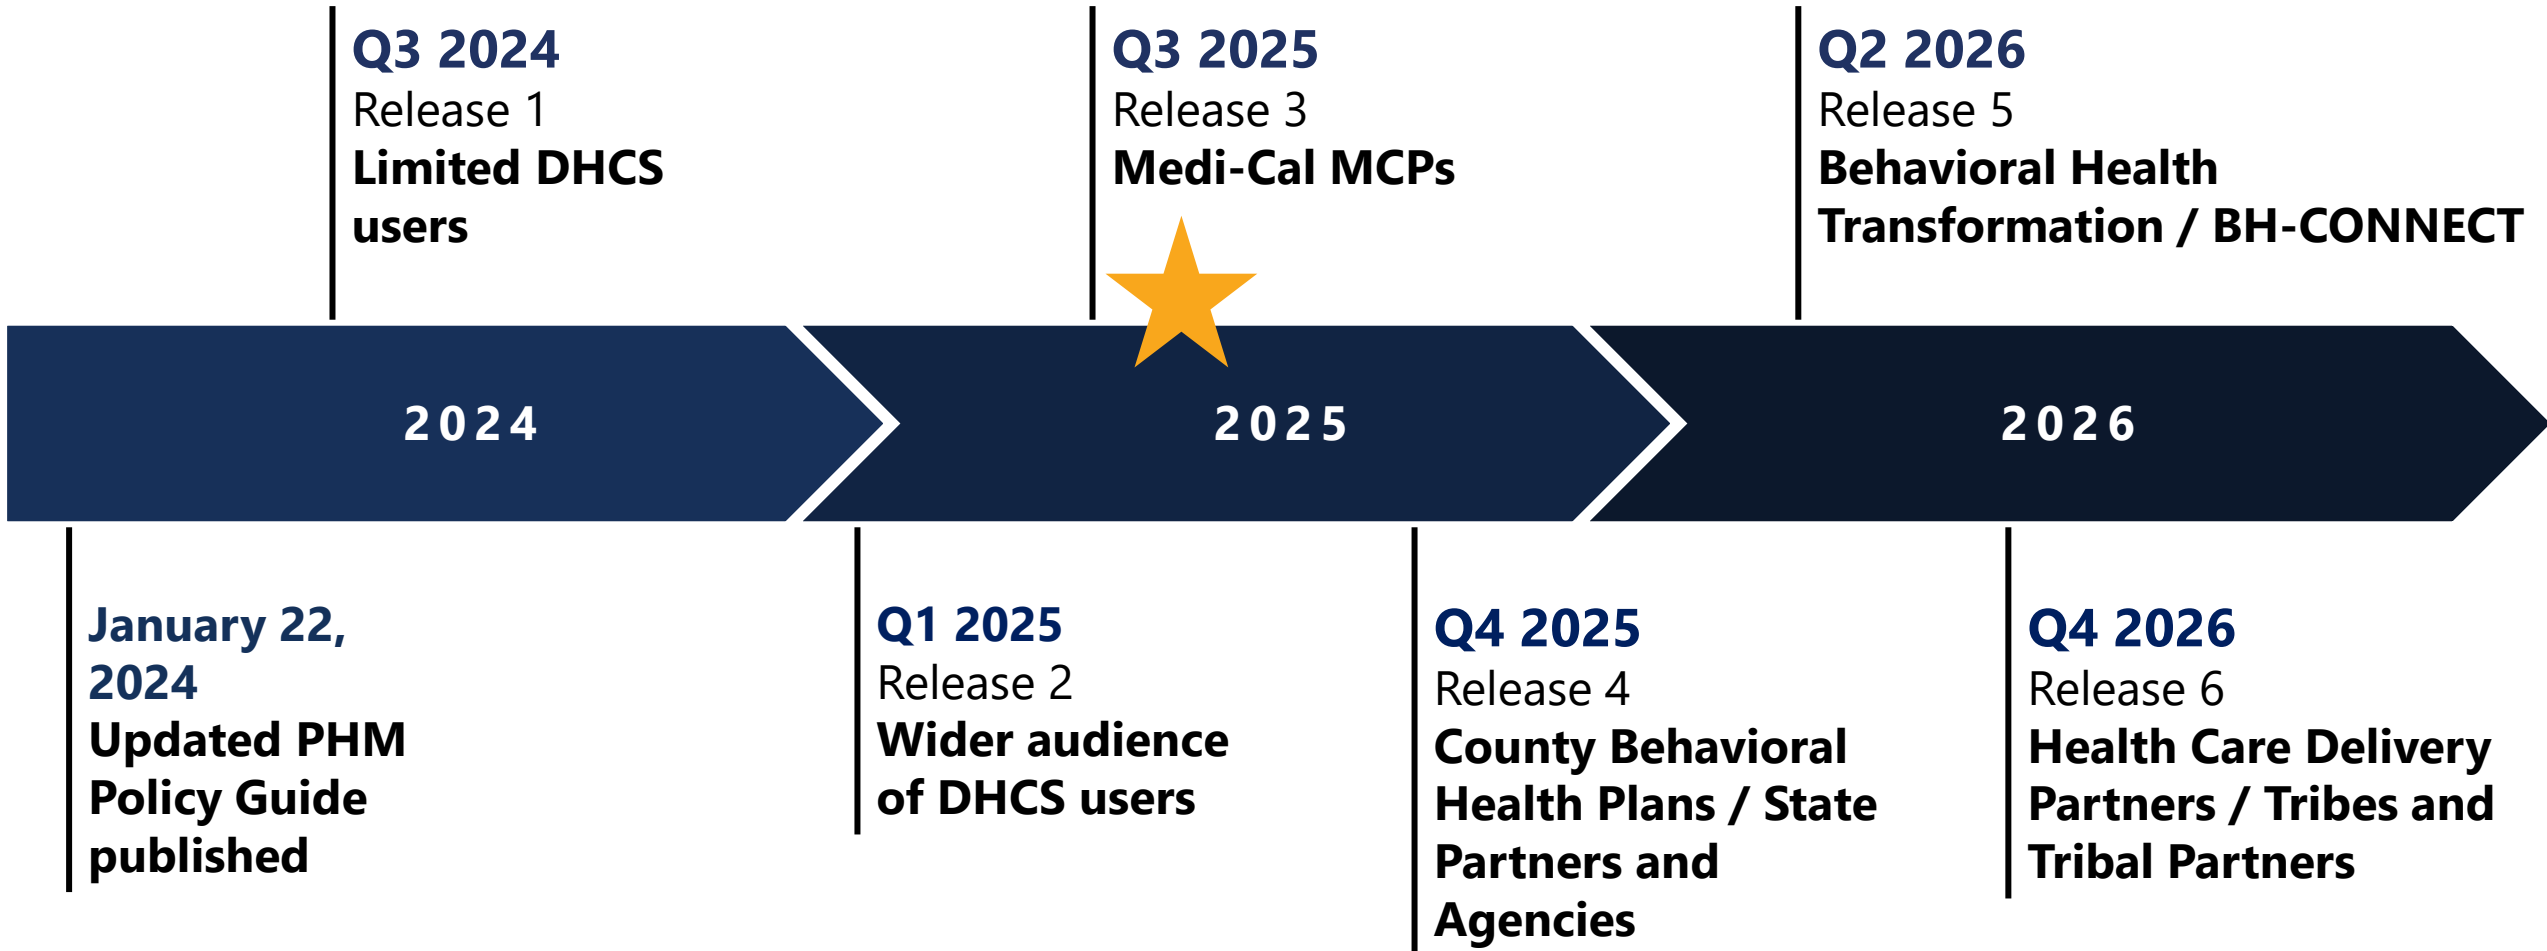 Q3 2024
Release 1
Limited DHCS
users
Q3 2025
Release 3
Medi-Cal MCPs
Q2 2026
Release 5
Behavioral Health
Transformation / BH-CONNECT
2024
2025
2026
January 22,
2024
Updated PHM
Policy Guide
published
Q1 2025
Release 2
Wider audience
of DHCS users
Q4 2025
Release 4
County Behavioral
Health Plans / State
Partners and
Agencies
Q4 2026
Release 6
Health Care Delivery
Partners / Tribes and
Tribal Partners